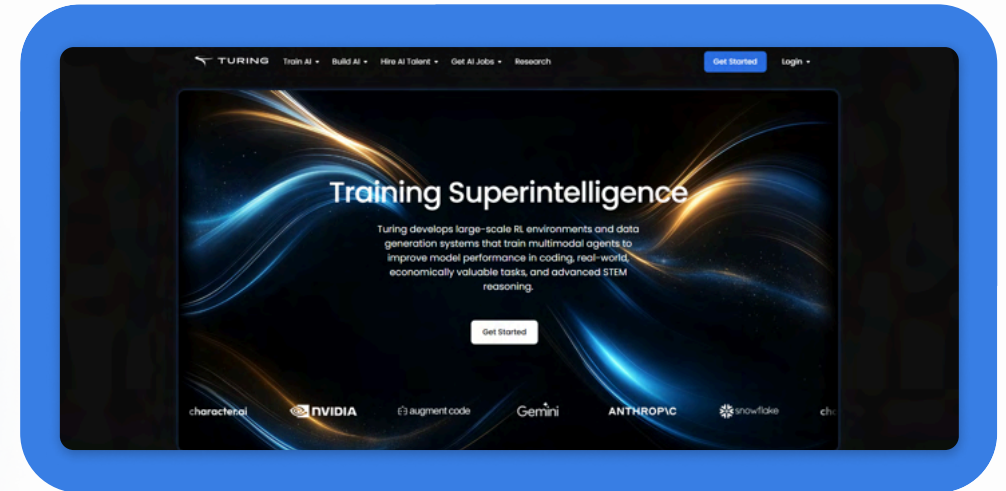 TURING Train AI Build AI Hire AI Talent Get AI Jobs Research Get Started Login
Training Superintelligence
Turing develops large-scale RL environments and data
generation systems that train multimodal agents to
improve model performance in coding, real-world,
economically valuable tasks, and advanced STEM
reasoning.
Get Started
character.ai NVIDIA augment code Gemini ANTHROP\C snowflake